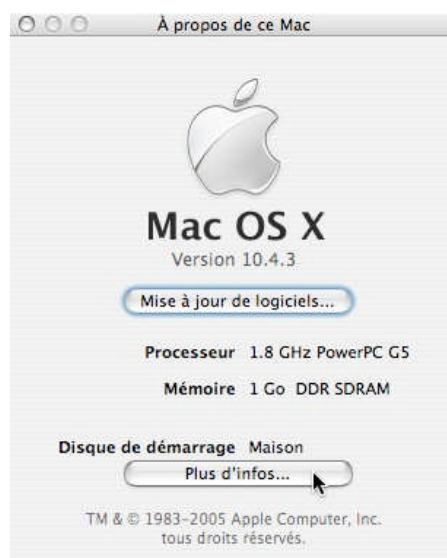 À propos de ce Mac
Mac OS X
Version 10.4.3
Mise à jour de logiciels...
Processeur 1.8 GHz PowerPC G5
Mémoire 1 Go DDR SDRAM
Disque de démarrage Maison
Plus d'infos...
TM & © 1983–2005 Apple Computer, Inc.
tous droits réservés.